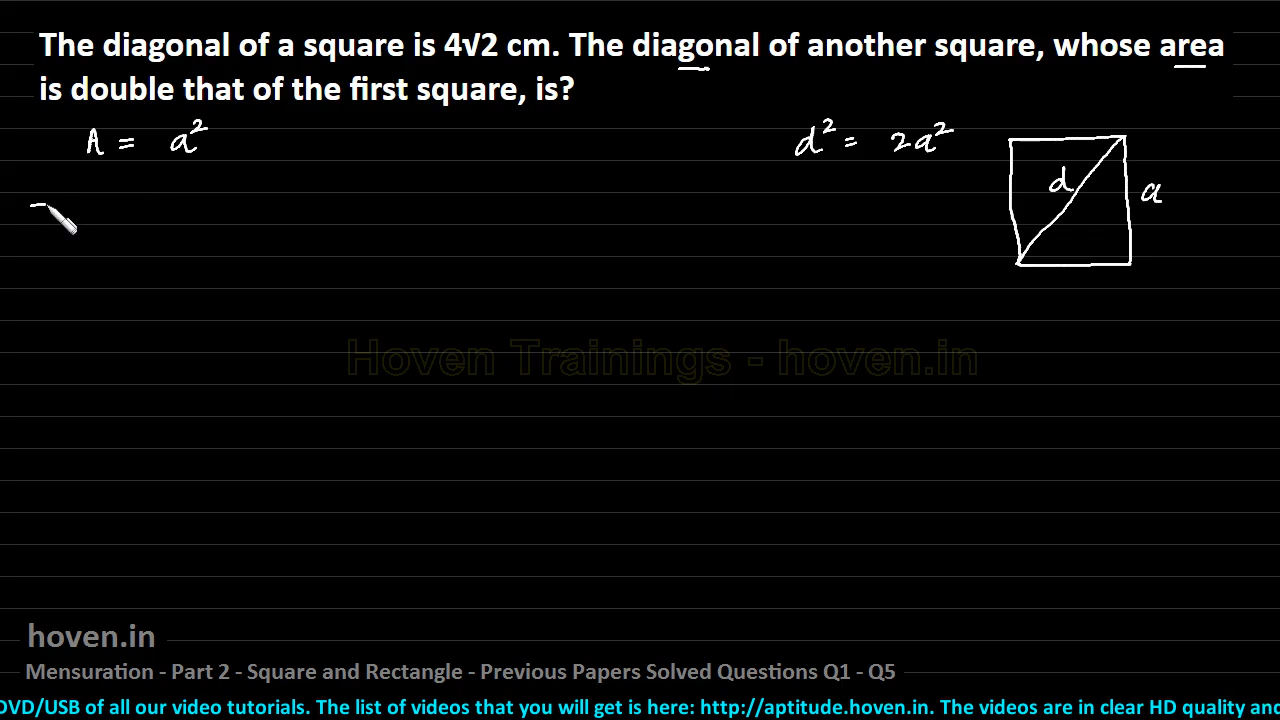 The diagonal of a square is 4√2 cm. The diagonal of another square, whose area
is double that of the first square, is?
A = a² d² = 2a²
d a
Hoven Trainings - hoven.in
hoven.in
Mensuration - Part 2 - Square and Rectangle - Previous Papers Solved Questions Q1 - Q5
DVD/USB of all our video tutorials. The list of videos that you will get is here: http://aptitude.hoven.in. The videos are in clear HD quality and